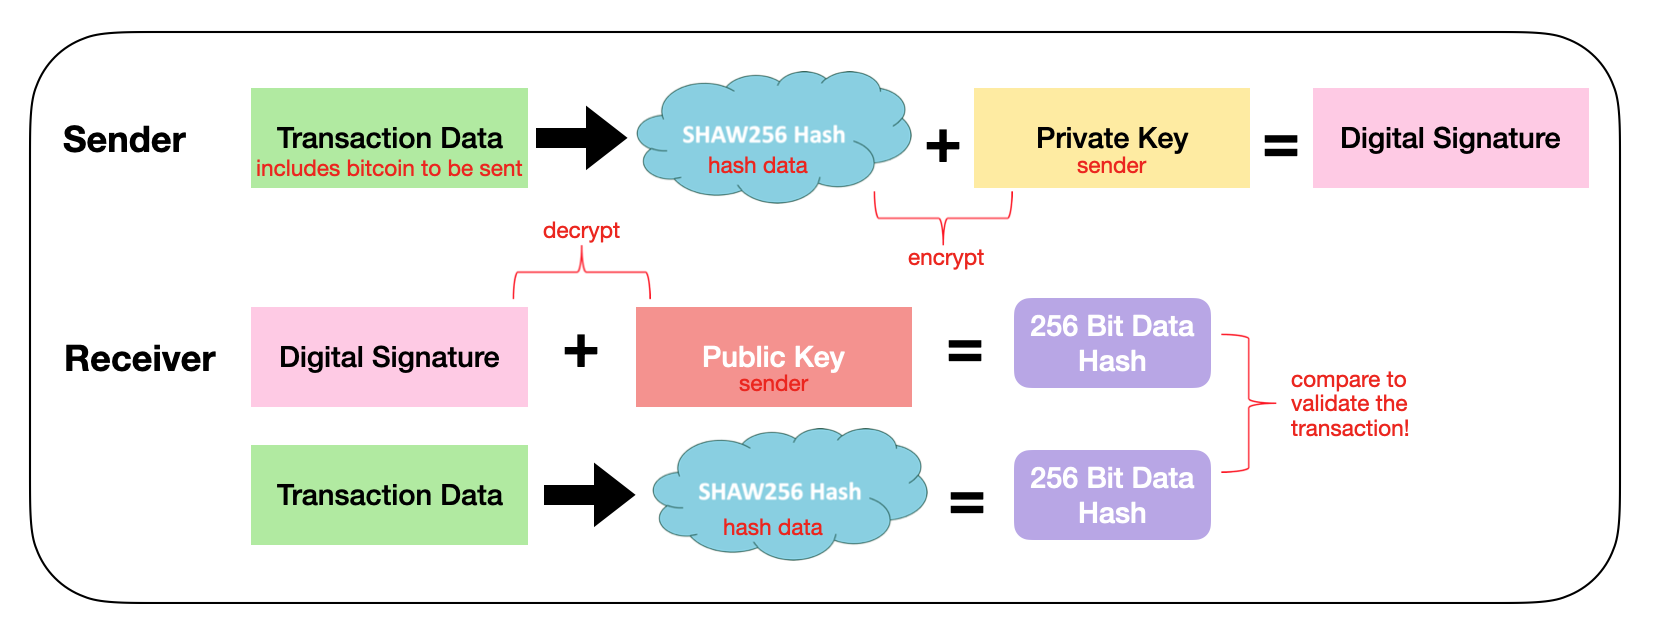 Sender
Transaction Data
includes bitcoin to be sent
SHAW256 Hash
hash data
+
Private Key
sender
=
Digital Signature
decrypt
encrypt
Receiver
Digital Signature
+
Public Key
sender
=
256 Bit Data
Hash
compare to
validate the
transaction!
Transaction Data
SHAW256 Hash
hash data
=
256 Bit Data
Hash